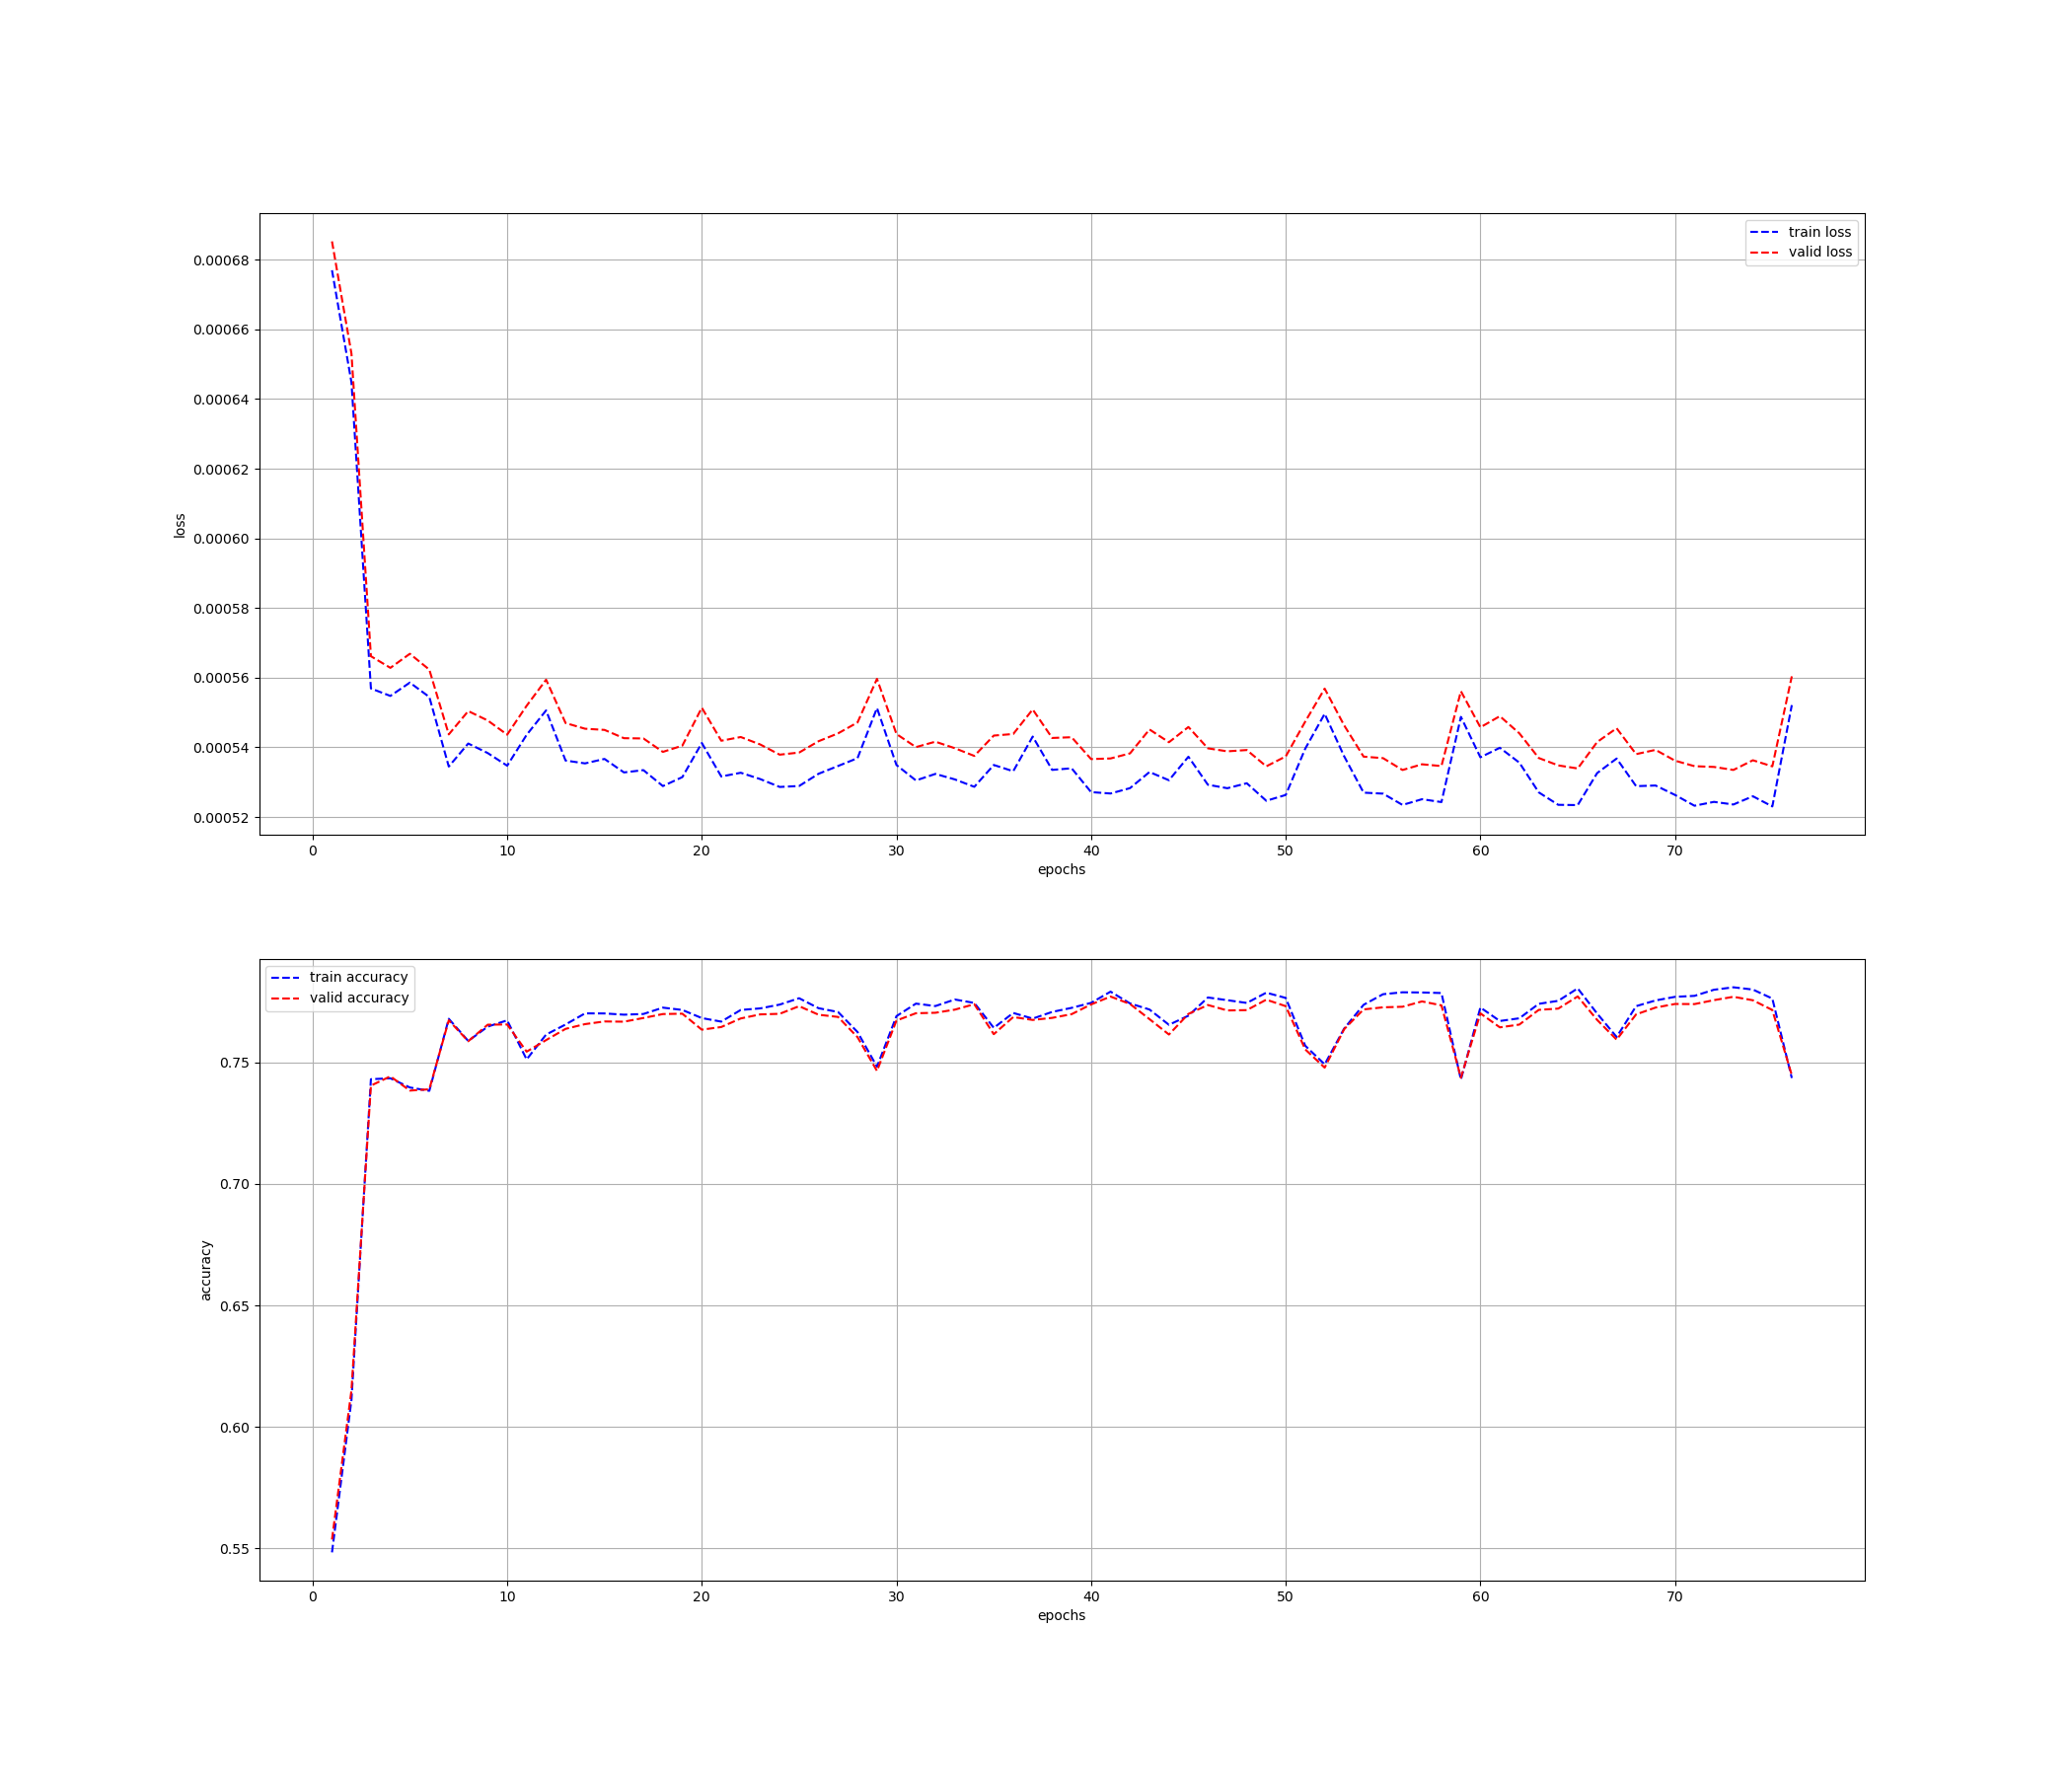 train loss
valid loss
0.00068
0.00066
0.00064
0.00062
0.00060
0.00058
0.00056
0.00054
0.00052
loss
0 10 20 30 40 50 60 70
epochs
train accuracy
valid accuracy
0.75
0.70
0.65
0.60
0.55
accuracy
0 10 20 30 40 50 60 70
epochs